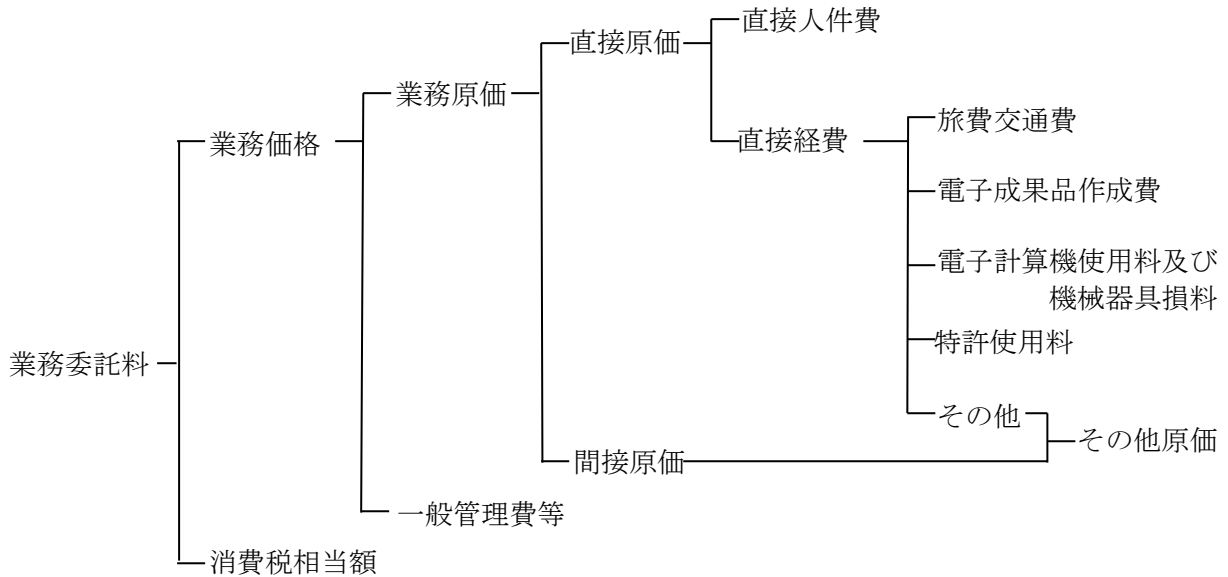 直接人件費
直接原価
業務原価
旅費交通費
業務価格
直接経費
電子成果品作成費
電子計算機使用料及び
機械器具損料
特許使用料
業務委託料
その他
その他原価
間接原価
一般管理費等
消費税相当額